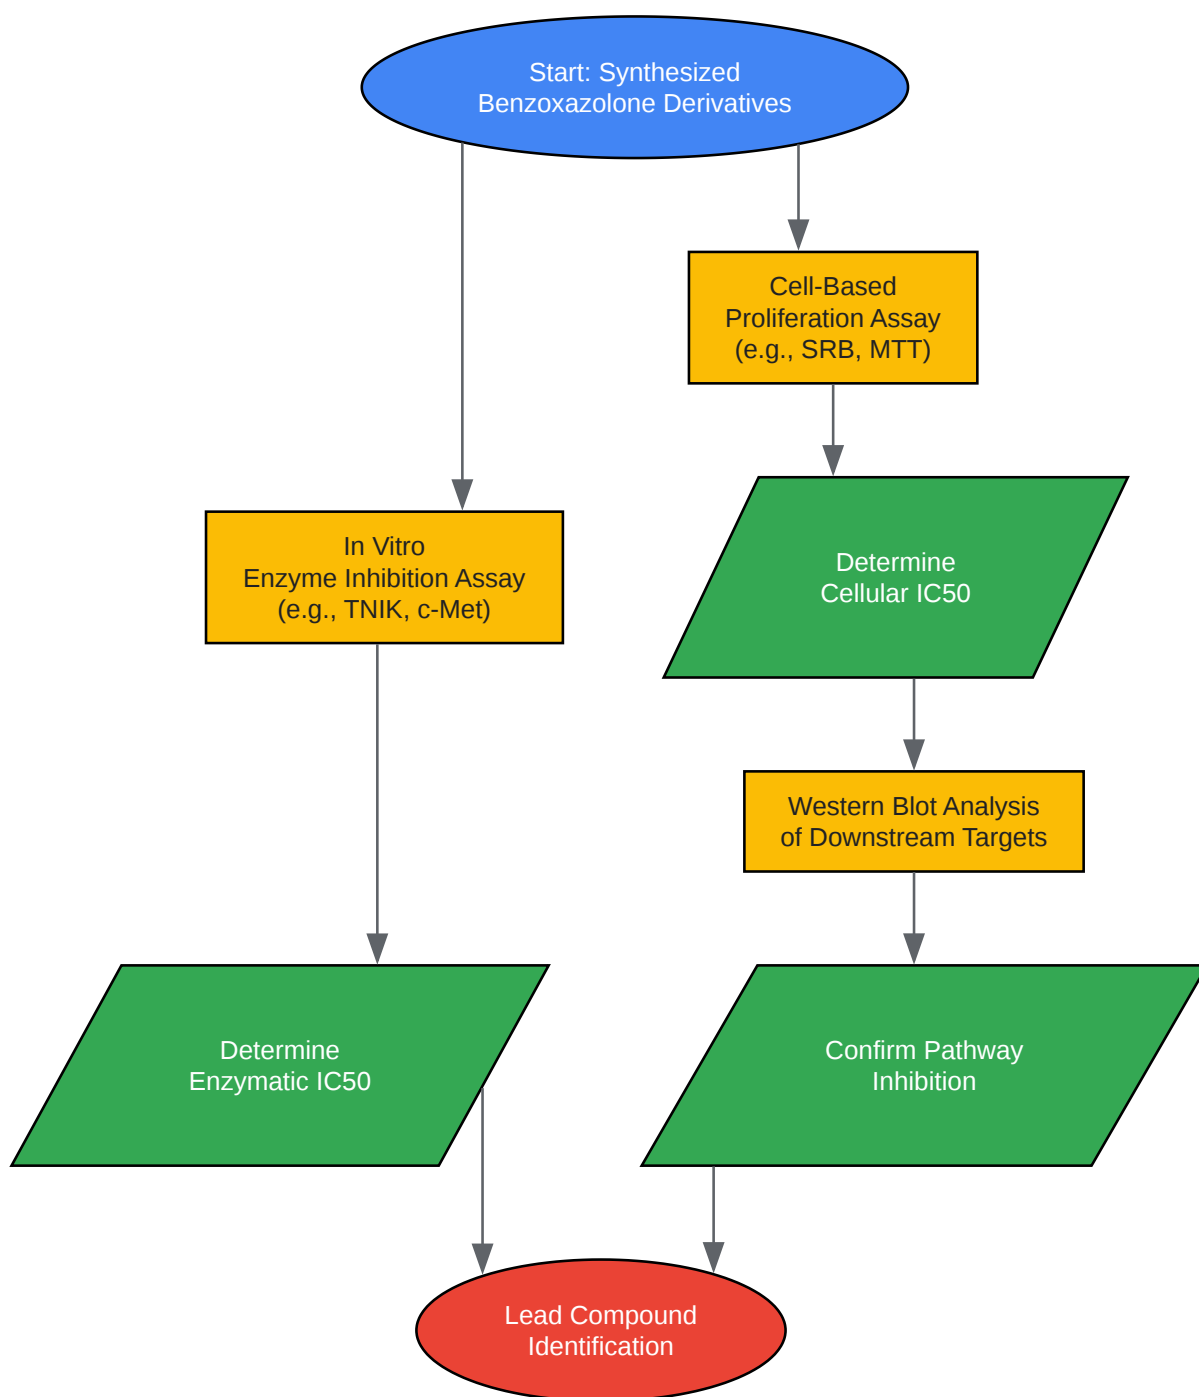 Start: Synthesized
Benzoxazolone Derivatives
Cell-Based
Proliferation Assay
(e.g., SRB, MTT)
In Vitro
Enzyme Inhibition Assay
(e.g., TNIK, c-Met)
Determine
Cellular IC50
Western Blot Analysis
of Downstream Targets
Determine
Enzymatic IC50
Confirm Pathway
Inhibition
Lead Compound
Identification